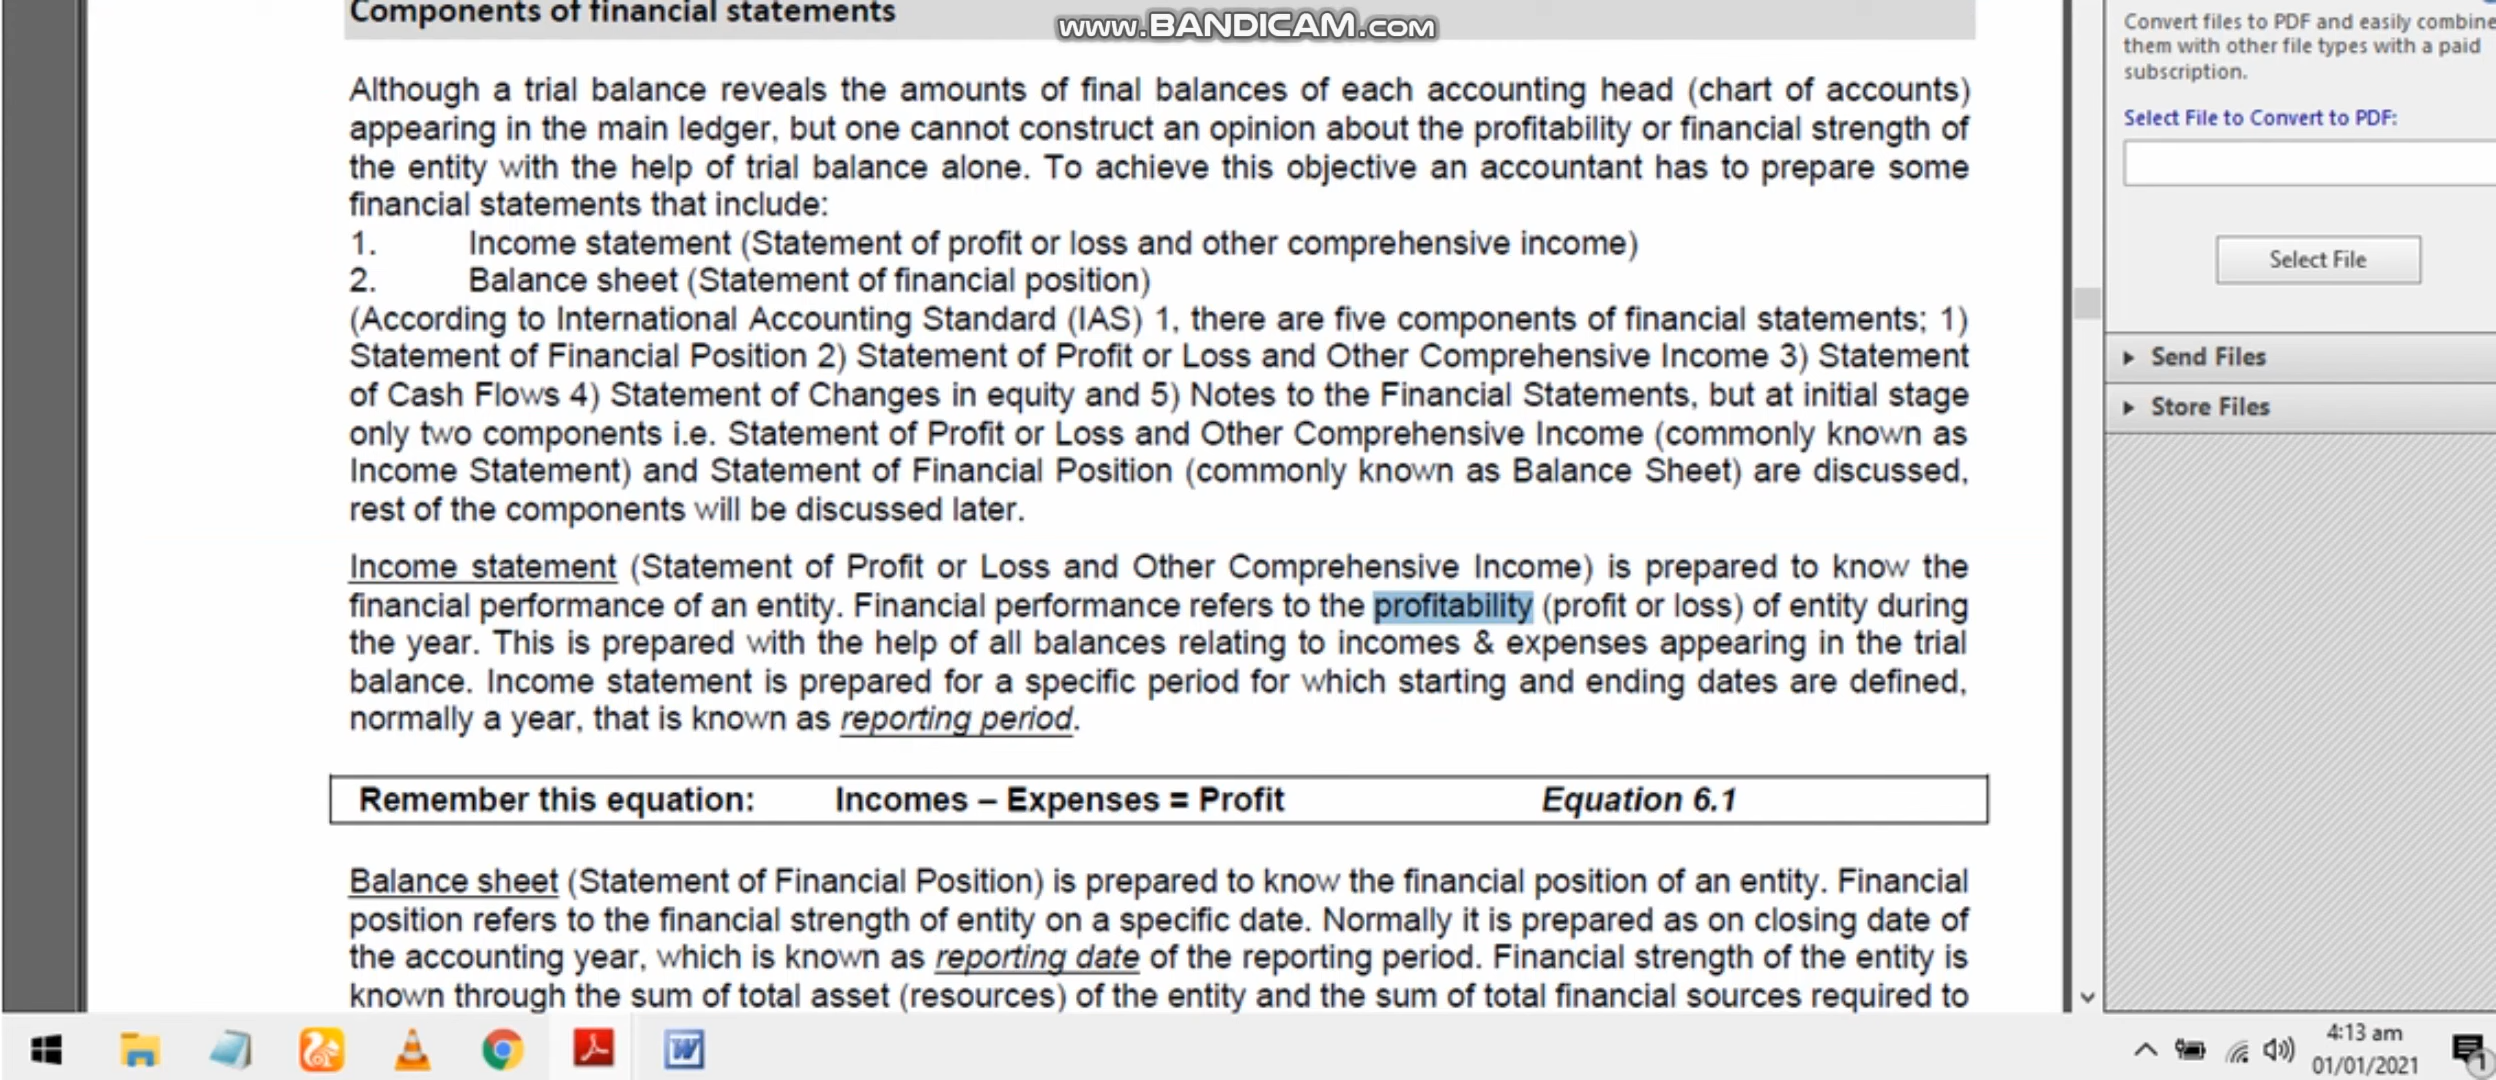 Components of financial statements
www.BANDICAM.com
Although a trial balance reveals the amounts of final balances of each accounting head (chart of accounts)
appearing in the main ledger, but one cannot construct an opinion about the profitability or financial strength of
the entity with the help of trial balance alone. To achieve this objective an accountant has to prepare some
financial statements that include:
1. Income statement (Statement of profit or loss and other comprehensive income)
2. Balance sheet (Statement of financial position)
(According to International Accounting Standard (IAS) 1, there are five components of financial statements; 1)
Statement of Financial Position 2) Statement of Profit or Loss and Other Comprehensive Income 3) Statement
of Cash Flows 4) Statement of Changes in equity and 5) Notes to the Financial Statements, but at initial stage
only two components i.e. Statement of Profit or Loss and Other Comprehensive Income (commonly known as
Income Statement) and Statement of Financial Position (commonly known as Balance Sheet) are discussed,
rest of the components will be discussed later.
Income statement (Statement of Profit or Loss and Other Comprehensive Income) is prepared to know the
financial performance of an entity. Financial performance refers to the profitability (profit or loss) of entity during
the year. This is prepared with the help of all balances relating to incomes & expenses appearing in the trial
balance. Income statement is prepared for a specific period for which starting and ending dates are defined,
normally a year, that is known as reporting period.
Remember this equation: Incomes – Expenses = Profit Equation 6.1
Balance sheet (Statement of Financial Position) is prepared to know the financial position of an entity. Financial
position refers to the financial strength of entity on a specific date. Normally it is prepared as on closing date of
the accounting year, which is known as reporting date of the reporting period. Financial strength of the entity is
known through the sum of total asset (resources) of the entity and the sum of total financial sources required to
Convert files to PDF and easily combine
them with other file types with a paid
subscription.
Select File to Convert to PDF:
Select File
Send Files
Store Files
4:13 am
01/01/2021
1